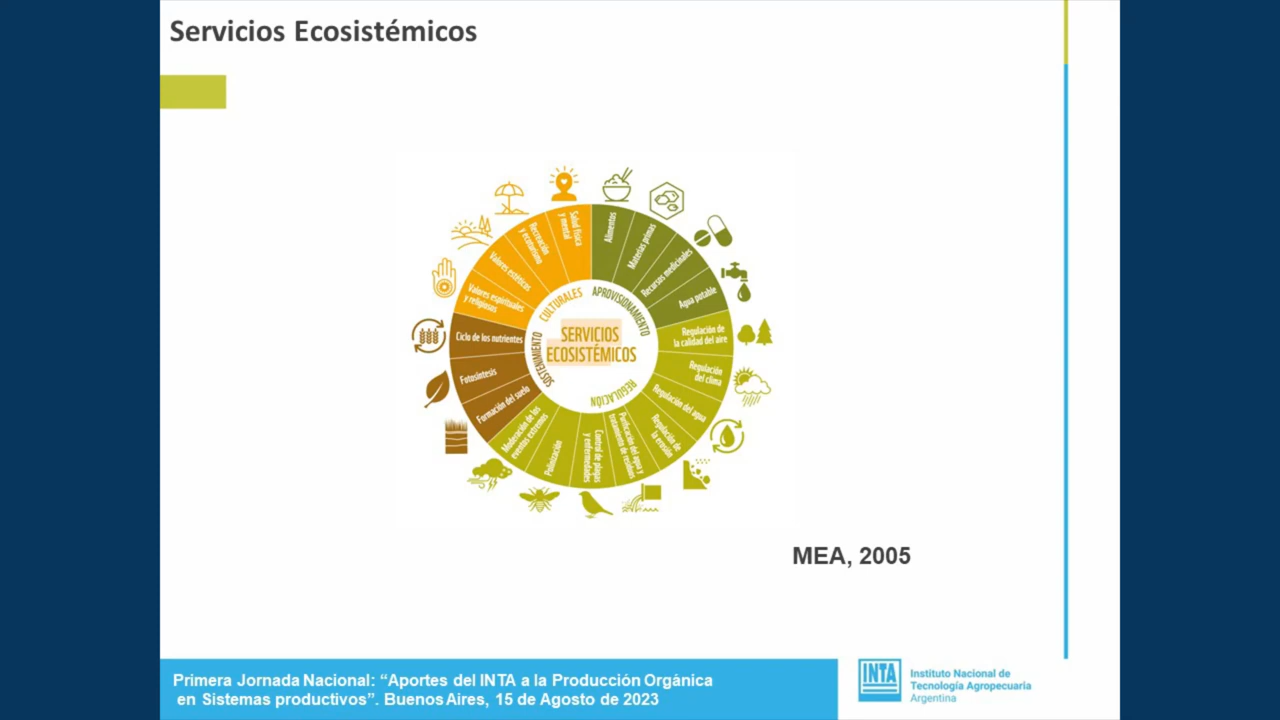 Servicios Ecosistémicos
Salud física
y mental
Recreación
y ecoturismo
Valores estéticos
Valores espirituales
y religiosos
Ciclo de los nutrientes
Fotosíntesis
Formación del suelo
Moderación de los
eventos extremos
Polinización
Control de plagas
y enfermedades
Purificación del agua y
tratamiento de residuos
Regulación de
la erosión
Regulación del agua
Regulación
del clima
Regulación de
la calidad del aire
Agua potable
Recursos medicinales
Materias primas
Alimentos
CULTURALES
APROVISIONAMIENTO
SOSTENIMIENTO
REGULACIÓN
SERVICIOS
ECOSISTÉMICOS
MEA, 2005
Primera Jornada Nacional: “Aportes del INTA a la Producción Orgánica
en Sistemas productivos”. Buenos Aires, 15 de Agosto de 2023
INTA
Instituto Nacional de
Tecnología Agropecuaria
Argentina